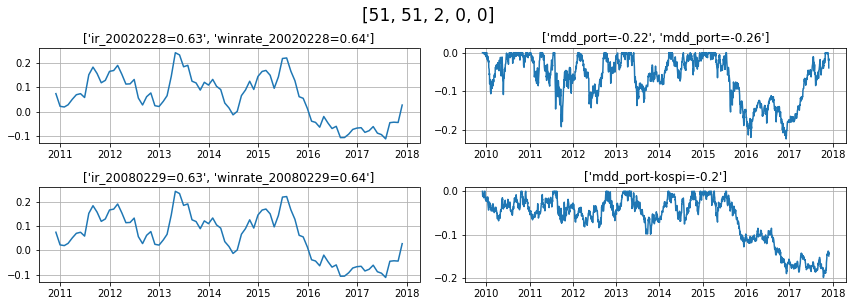 [51, 51, 2, 0, 0]
['ir_20020228=0.63', 'winrate_20020228=0.64']
0.2
0.1
0.0
−0.1
2011 2012 2013 2014 2015 2016 2017 2018
['mdd_port=-0.22', 'mdd_port=-0.26']
0.0
−0.1
−0.2
2010 2011 2012 2013 2014 2015 2016 2017 2018
['ir_20080229=0.63', 'winrate_20080229=0.64']
0.2
0.1
0.0
−0.1
2011 2012 2013 2014 2015 2016 2017 2018
['mdd_port-kospi=-0.2']
0.0
−0.1
−0.2
2010 2011 2012 2013 2014 2015 2016 2017 2018